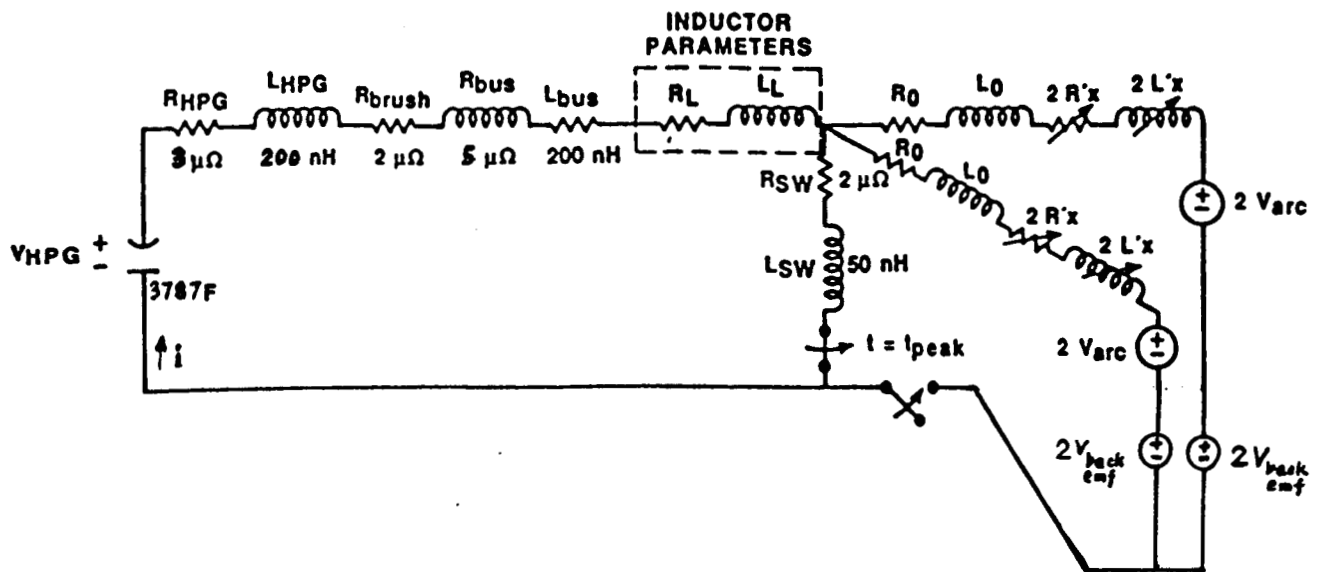 INDUCTOR
PARAMETERS
RHPG
LHPG
Rbrush
Rbus
Lbus
RL
LL
R0
L0
2 R'x
2 L'x
3 μΩ
200 nH
2 μΩ
5 μΩ
200 nH
RSW
2 μΩ
R0
L0
2 R'x
2 L'x
2 Varc
VHPG
+
-
3787F
LSW
50 nH
i
t = tpeak
2 Varc
2Vback
emf
2Vback
emf